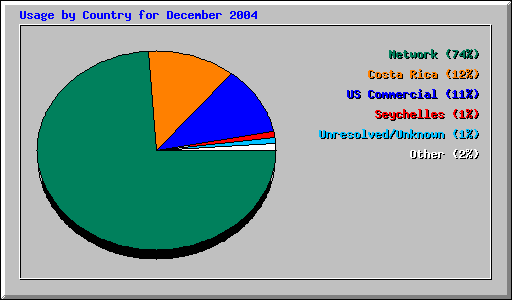 Usage by Country for December 2004
Network (74%)
Costa Rica (12%)
US Commercial (11%)
Seychelles (1%)
Unresolved/Unknown (1%)
Other (2%)